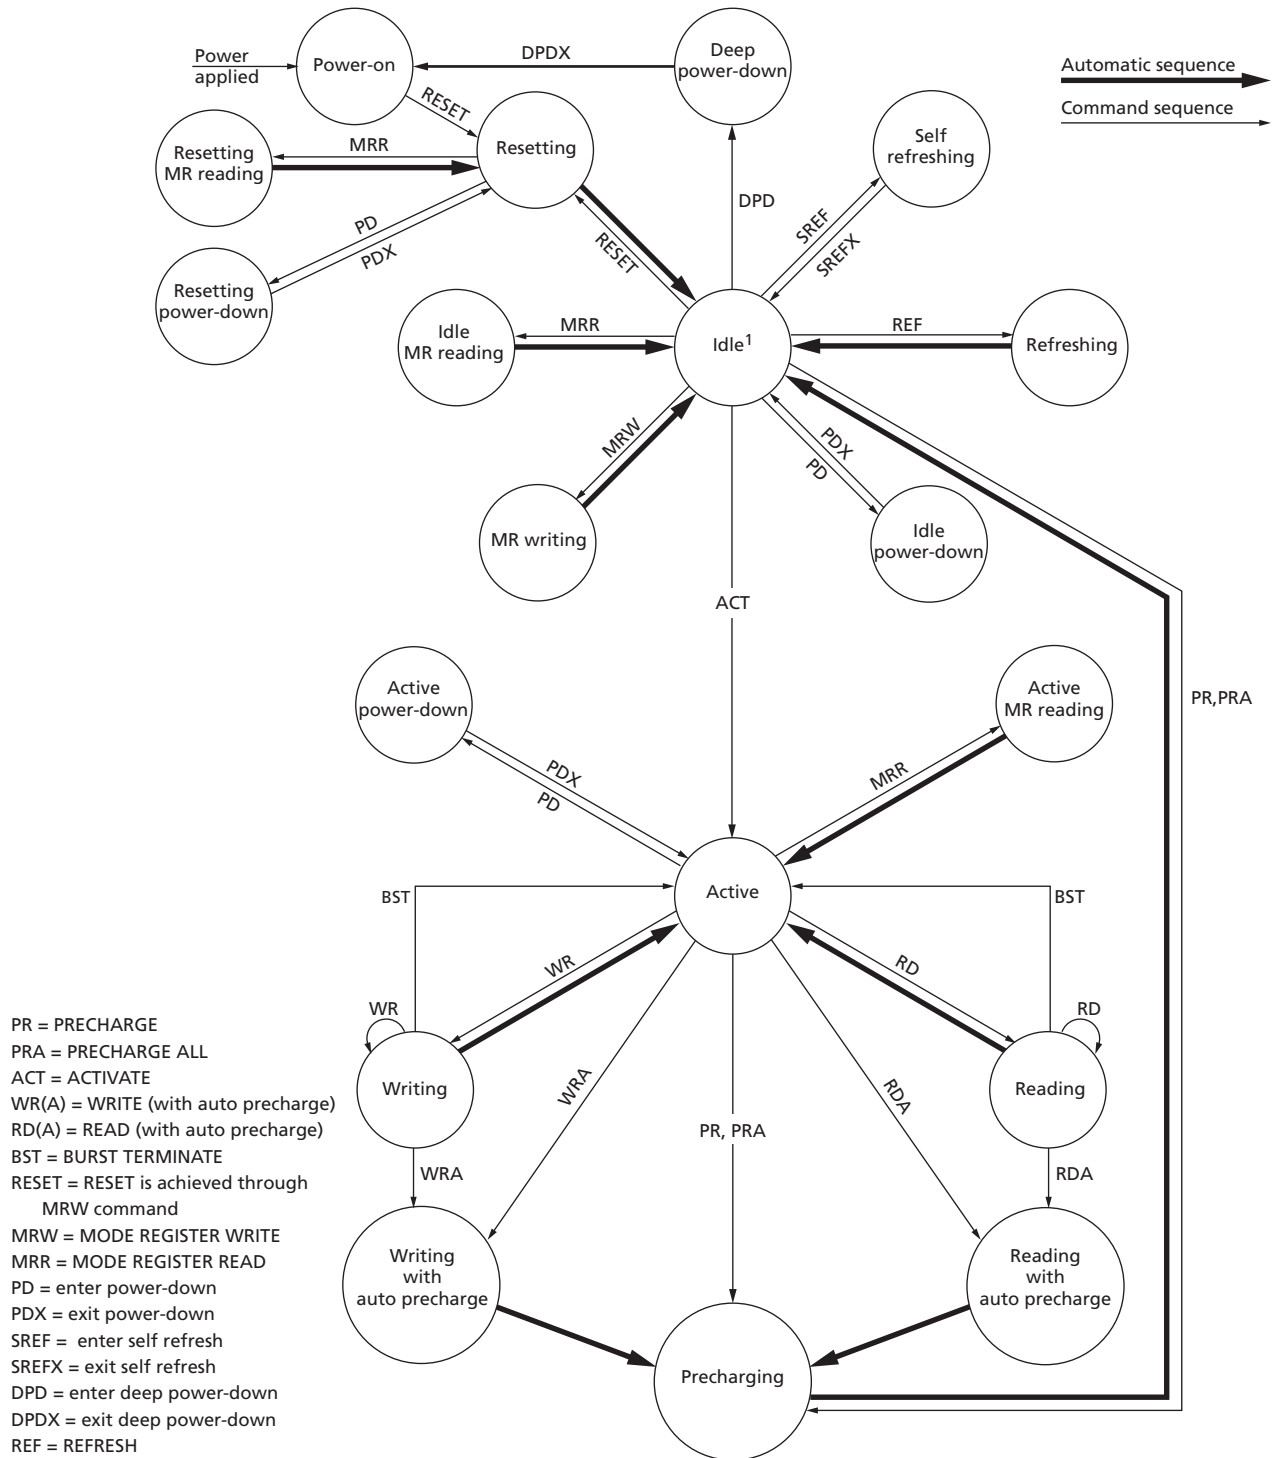 Power
applied
Power-on
DPDX
Deep
power-down
Automatic sequence
Command sequence
RESET
Resetting
MR reading
MRR
Resetting
Self
refreshing
DPD
PD
PDX
RESET
SREF
SREFX
Resetting
power-down
Idle
MR reading
MRR
Idle1
REF
Refreshing
MRW
PDX
PD
MR writing
Idle
power-down
ACT
Active
power-down
Active
MR reading
PR,PRA
PDX
PD
MRR
BST
Active
BST
WR
RD
WR
RD
Writing
Reading
WRA
RDA
PR, PRA
WRA
RDA
Writing
with
auto precharge
Reading
with
auto precharge
Precharging
PR = PRECHARGE
PRA = PRECHARGE ALL
ACT = ACTIVATE
WR(A) = WRITE (with auto precharge)
RD(A) = READ (with auto precharge)
BST = BURST TERMINATE
RESET = RESET is achieved through
MRW command
MRW = MODE REGISTER WRITE
MRR = MODE REGISTER READ
PD = enter power-down
PDX = exit power-down
SREF = enter self refresh
SREFX = exit self refresh
DPD = enter deep power-down
DPDX = exit deep power-down
REF = REFRESH